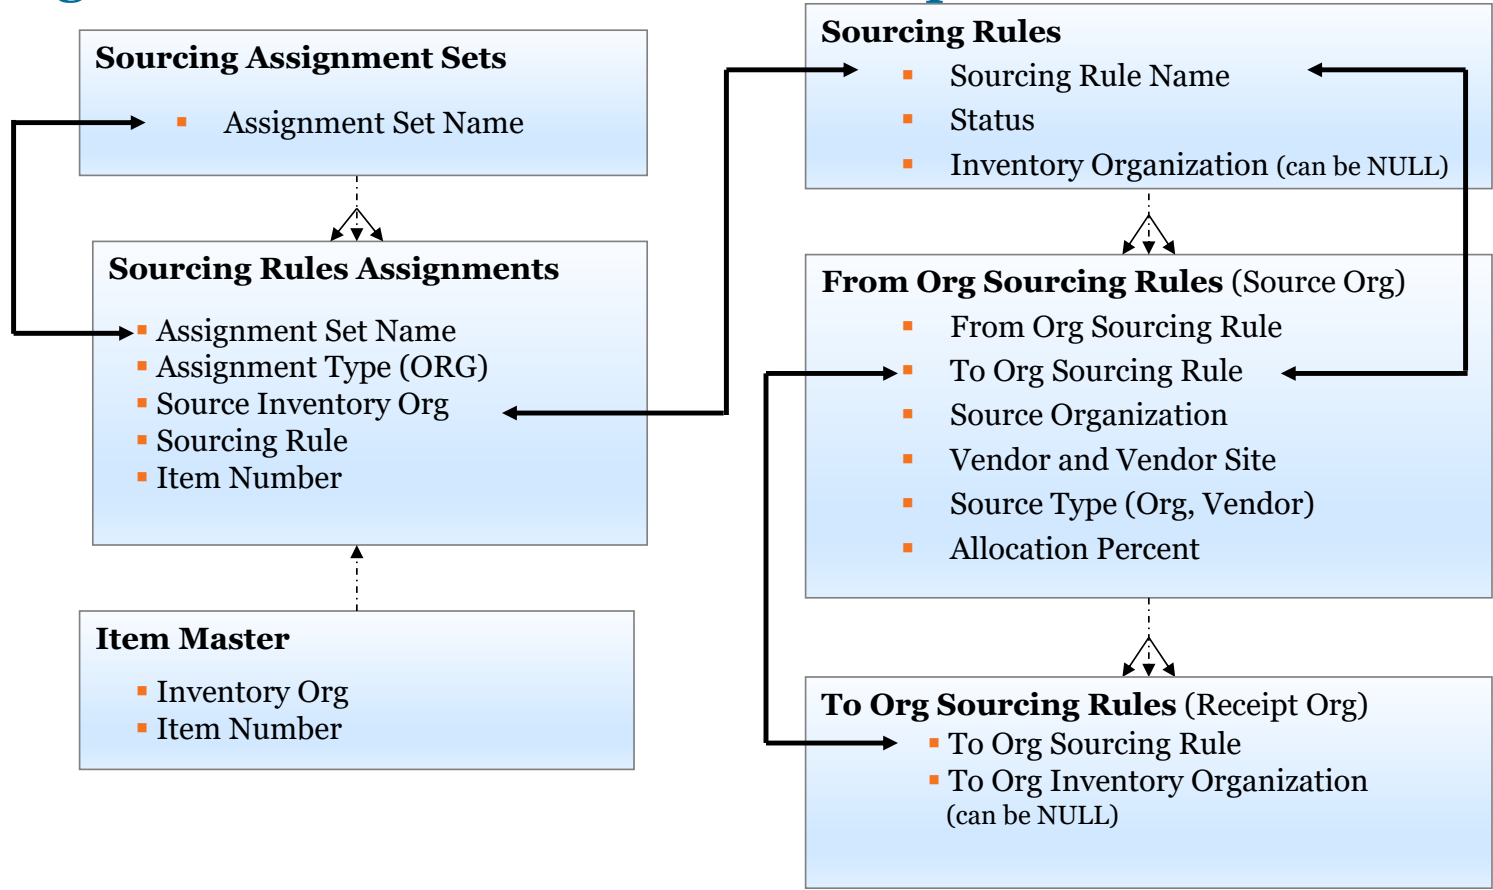 Sourcing Assignment Sets
Assignment Set Name
Sourcing Rules Assignments
Assignment Set Name
Assignment Type (ORG)
Source Inventory Org
Sourcing Rule
Item Number
Item Master
Inventory Org
Item Number
Sourcing Rules
Sourcing Rule Name
Status
Inventory Organization (can be NULL)
From Org Sourcing Rules (Source Org)
From Org Sourcing Rule
To Org Sourcing Rule
Source Organization
Vendor and Vendor Site
Source Type (Org, Vendor)
Allocation Percent
To Org Sourcing Rules (Receipt Org)
To Org Sourcing Rule
To Org Inventory Organization
(can be NULL)